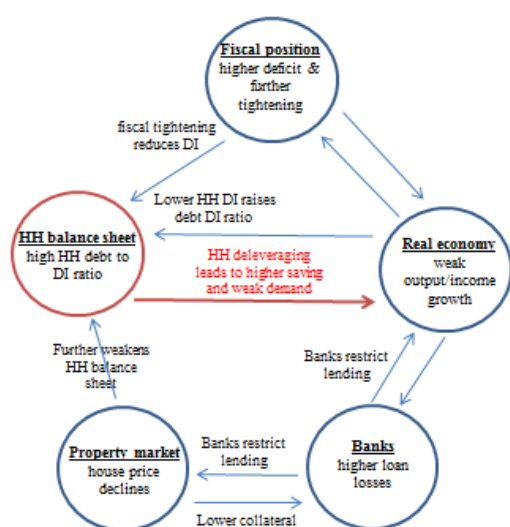 Fiscal position
higher deficit &
further
tightening
fiscal tightening
reduces DI
Lower HH DI raises
debt DI ratio
HH balance sheet
high HH debt to
DI ratio
HH deleveraging
leads to higher saving
and weak demand
Real economy
weak
output/income
growth
Further weakens
HH balance
sheet
Banks restrict
lending
Property market
house price
declines
Banks restrict
lending
Banks
higher loan
losses
Lower collateral